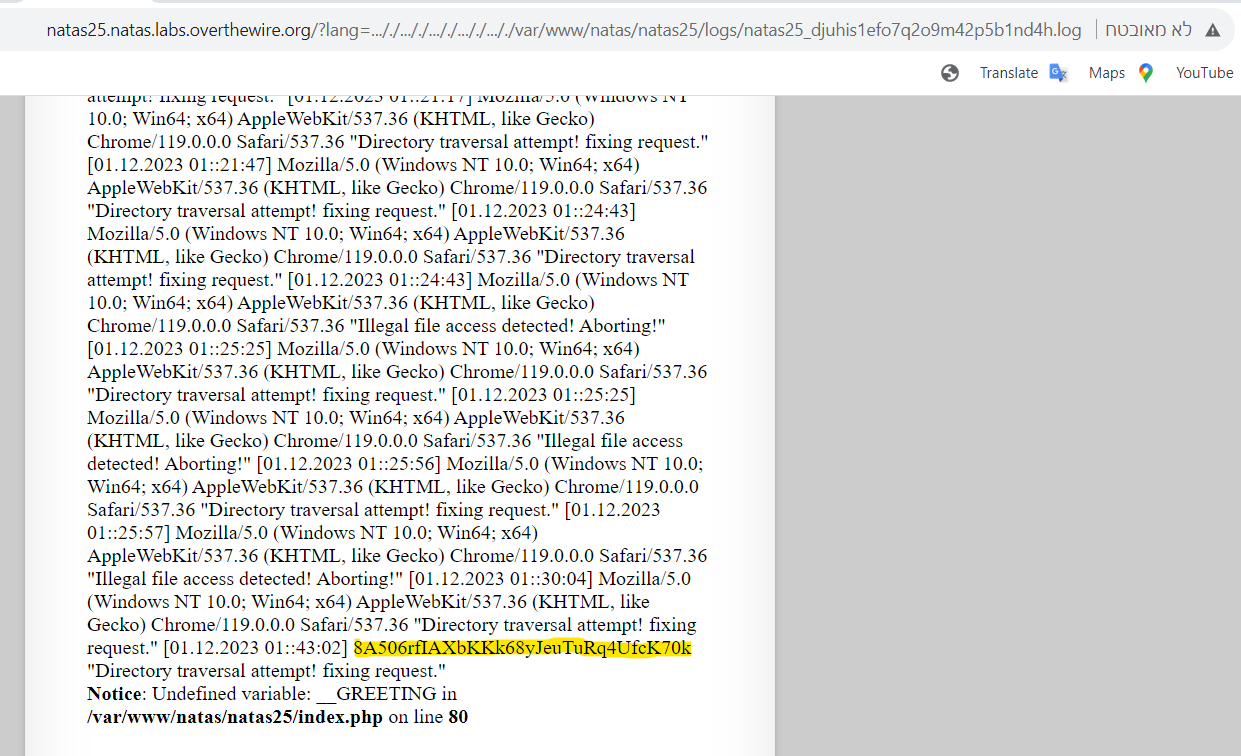 natas25.natas.labs.overthewire.org/?lang=..././..././..././..././..././var/www/natas/natas25/logs/natas25_djuhis1efo7q2o9m42p5b1nd4h.log לא מאובטח
Translate Maps YouTube
attempt! fixing request." [01.12.2023 01::21:17] Mozilla/5.0 (Windows NT
10.0; Win64; x64) AppleWebKit/537.36 (KHTML, like Gecko)
Chrome/119.0.0.0 Safari/537.36 "Directory traversal attempt! fixing request."
[01.12.2023 01::21:47] Mozilla/5.0 (Windows NT 10.0; Win64; x64)
AppleWebKit/537.36 (KHTML, like Gecko) Chrome/119.0.0.0 Safari/537.36
"Directory traversal attempt! fixing request." [01.12.2023 01::24:43]
Mozilla/5.0 (Windows NT 10.0; Win64; x64) AppleWebKit/537.36
(KHTML, like Gecko) Chrome/119.0.0.0 Safari/537.36 "Directory traversal
attempt! fixing request." [01.12.2023 01::24:43] Mozilla/5.0 (Windows NT
10.0; Win64; x64) AppleWebKit/537.36 (KHTML, like Gecko)
Chrome/119.0.0.0 Safari/537.36 "Illegal file access detected! Aborting!"
[01.12.2023 01::25:25] Mozilla/5.0 (Windows NT 10.0; Win64; x64)
AppleWebKit/537.36 (KHTML, like Gecko) Chrome/119.0.0.0 Safari/537.36
"Directory traversal attempt! fixing request." [01.12.2023 01::25:25]
Mozilla/5.0 (Windows NT 10.0; Win64; x64) AppleWebKit/537.36
(KHTML, like Gecko) Chrome/119.0.0.0 Safari/537.36 "Illegal file access
detected! Aborting!" [01.12.2023 01::25:56] Mozilla/5.0 (Windows NT 10.0;
Win64; x64) AppleWebKit/537.36 (KHTML, like Gecko) Chrome/119.0.0.0
Safari/537.36 "Directory traversal attempt! fixing request." [01.12.2023
01::25:57] Mozilla/5.0 (Windows NT 10.0; Win64; x64)
AppleWebKit/537.36 (KHTML, like Gecko) Chrome/119.0.0.0 Safari/537.36
"Illegal file access detected! Aborting!" [01.12.2023 01::30:04] Mozilla/5.0
(Windows NT 10.0; Win64; x64) AppleWebKit/537.36 (KHTML, like
Gecko) Chrome/119.0.0.0 Safari/537.36 "Directory traversal attempt! fixing
request." [01.12.2023 01::43:02] 8A506rfIAXbKKk68yJeuTuRq4UfcK70k
"Directory traversal attempt! fixing request."
Notice: Undefined variable: __GREETING in
/var/www/natas/natas25/index.php on line 80